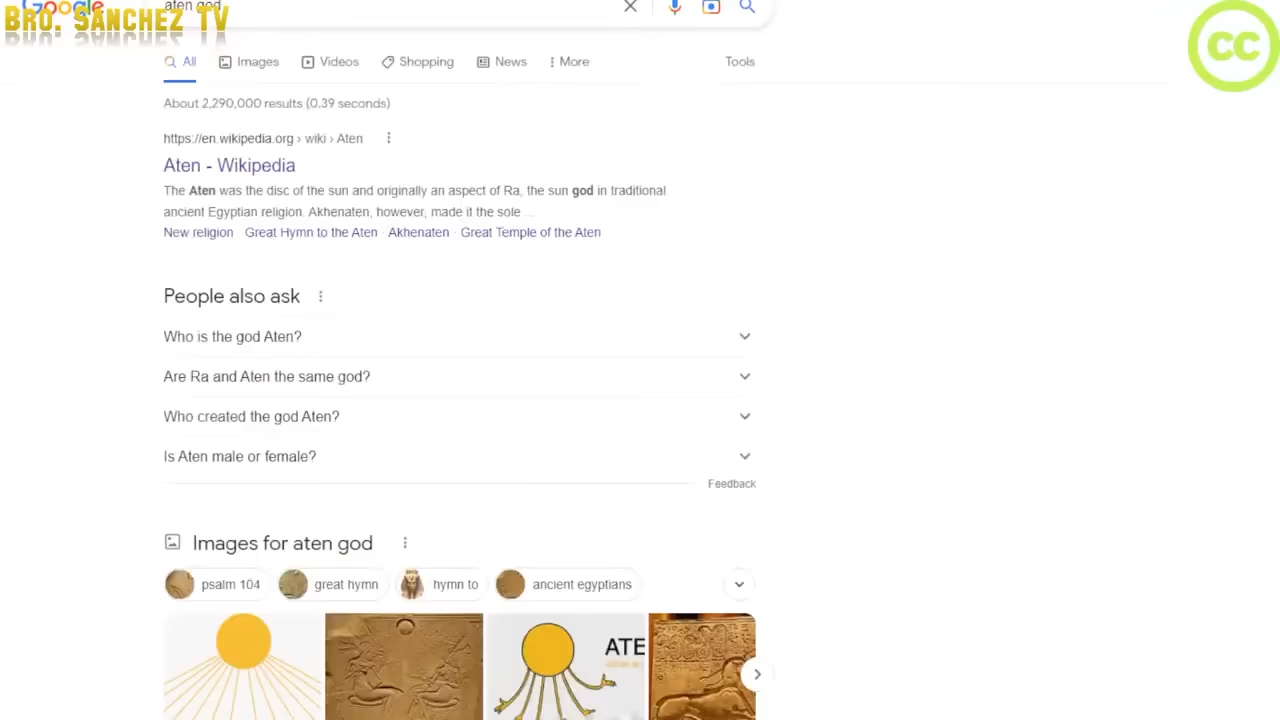 Google
aten god
BRO. SANCHEZ TV
CC
All
Images
Videos
Shopping
News
More
Tools
About 2,290,000 results (0.39 seconds)
https://en.wikipedia.org › wiki › Aten
Aten - Wikipedia
The Aten was the disc of the sun and originally an aspect of Ra, the sun god in traditional
ancient Egyptian religion. Akhenaten, however, made it the sole ...
New religion · Great Hymn to the Aten · Akhenaten · Great Temple of the Aten
People also ask
Who is the god Aten?
Are Ra and Aten the same god?
Who created the god Aten?
Is Aten male or female?
Feedback
Images for aten god
psalm 104
great hymn
hymn to
ancient egyptians
ATE